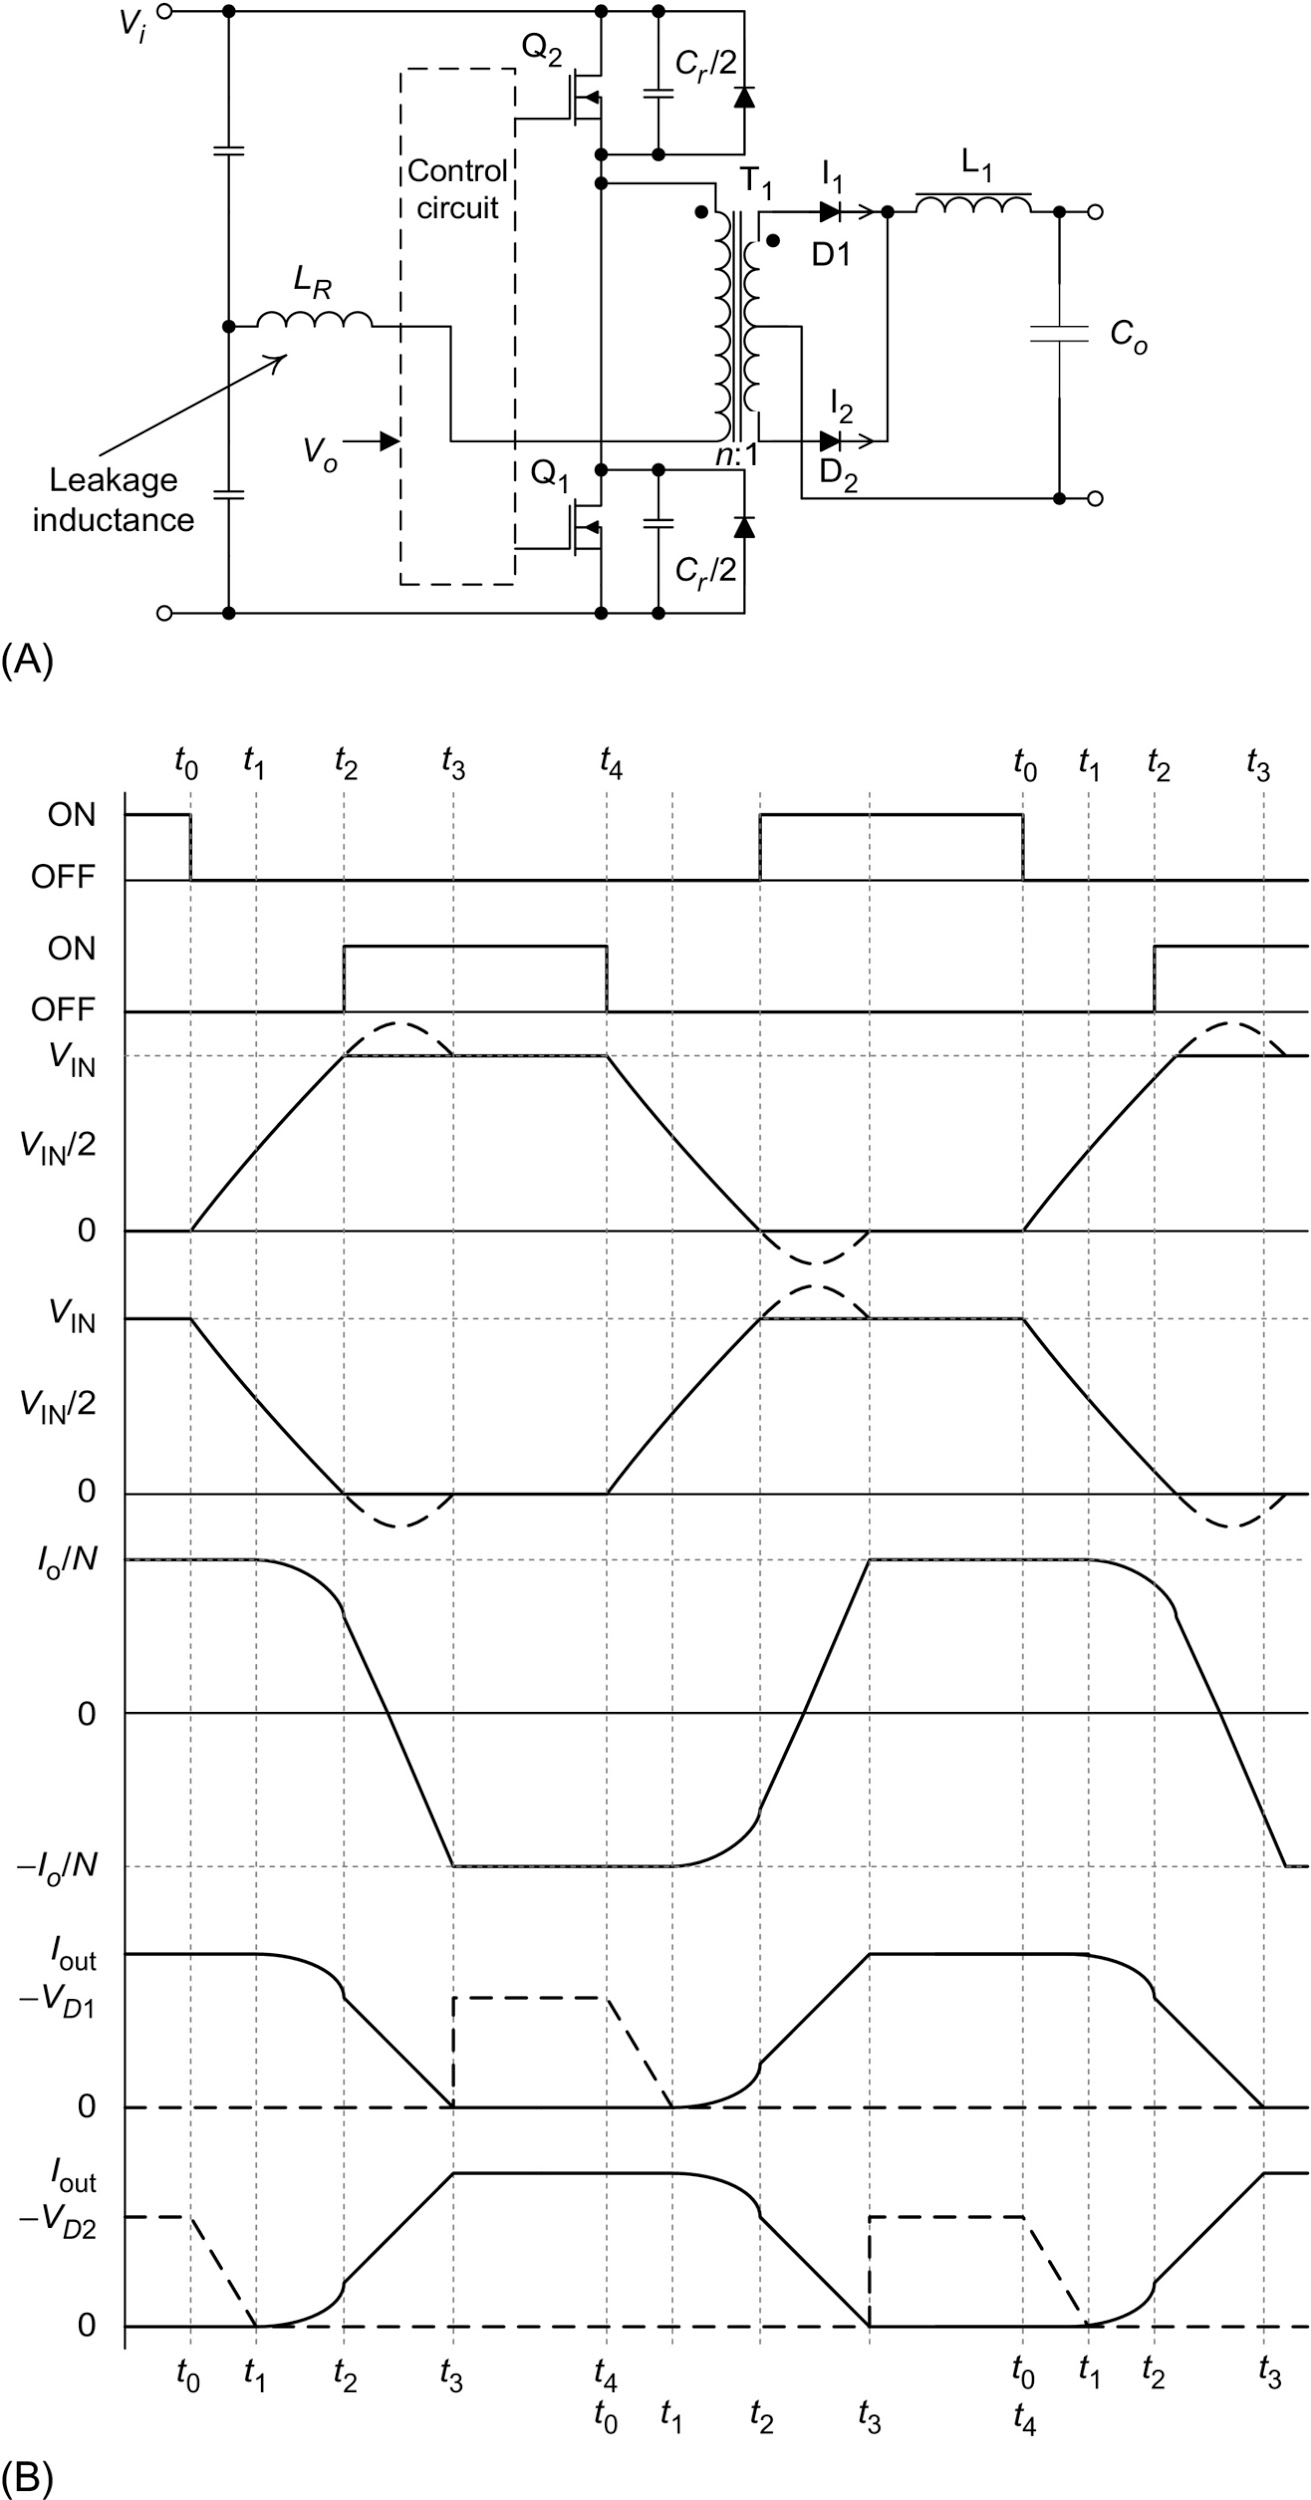 Vi
Q2
Cr/2
Control
circuit
T1
I1
L1
D1
LR
Co
I2
Vo
n:1
D2
Leakage
inductance
Q1
Cr/2
(A)
t0 t1 t2 t3 t4 t0 t1 t2 t3
ON
OFF
ON
OFF
VIN
VIN/2
0
VIN
VIN/2
0
Io/N
0
–Io/N
Iout
–VD1
0
Iout
–VD2
0
t0 t1 t2 t3 t4 t0 t1 t2 t3
t0 t1 t2 t3 t4
(B)